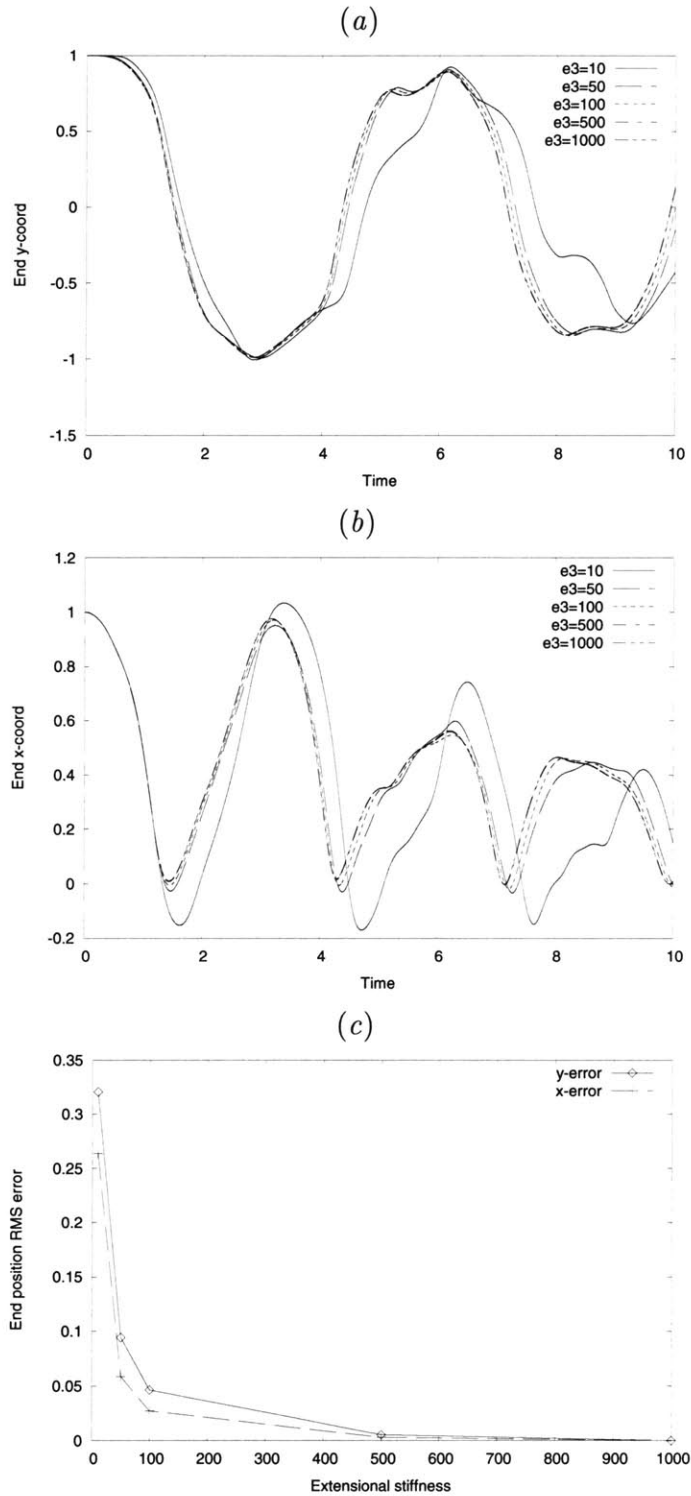 (a)
1
0.5
0
-0.5
-1
-1.5
End y-coord
e3=10
e3=50
e3=100
e3=500
e3=1000
0 2 4 6 8 10
Time
(b)
1.2
1
0.8
0.6
0.4
0.2
0
-0.2
End x-coord
e3=10
e3=50
e3=100
e3=500
e3=1000
0 2 4 6 8 10
Time
(c)
0.35
0.3
0.25
0.2
0.15
0.1
0.05
0
End position RMS error
y-error
x-error
0 100 200 300 400 500 600 700 800 900 1000
Extensional stiffness